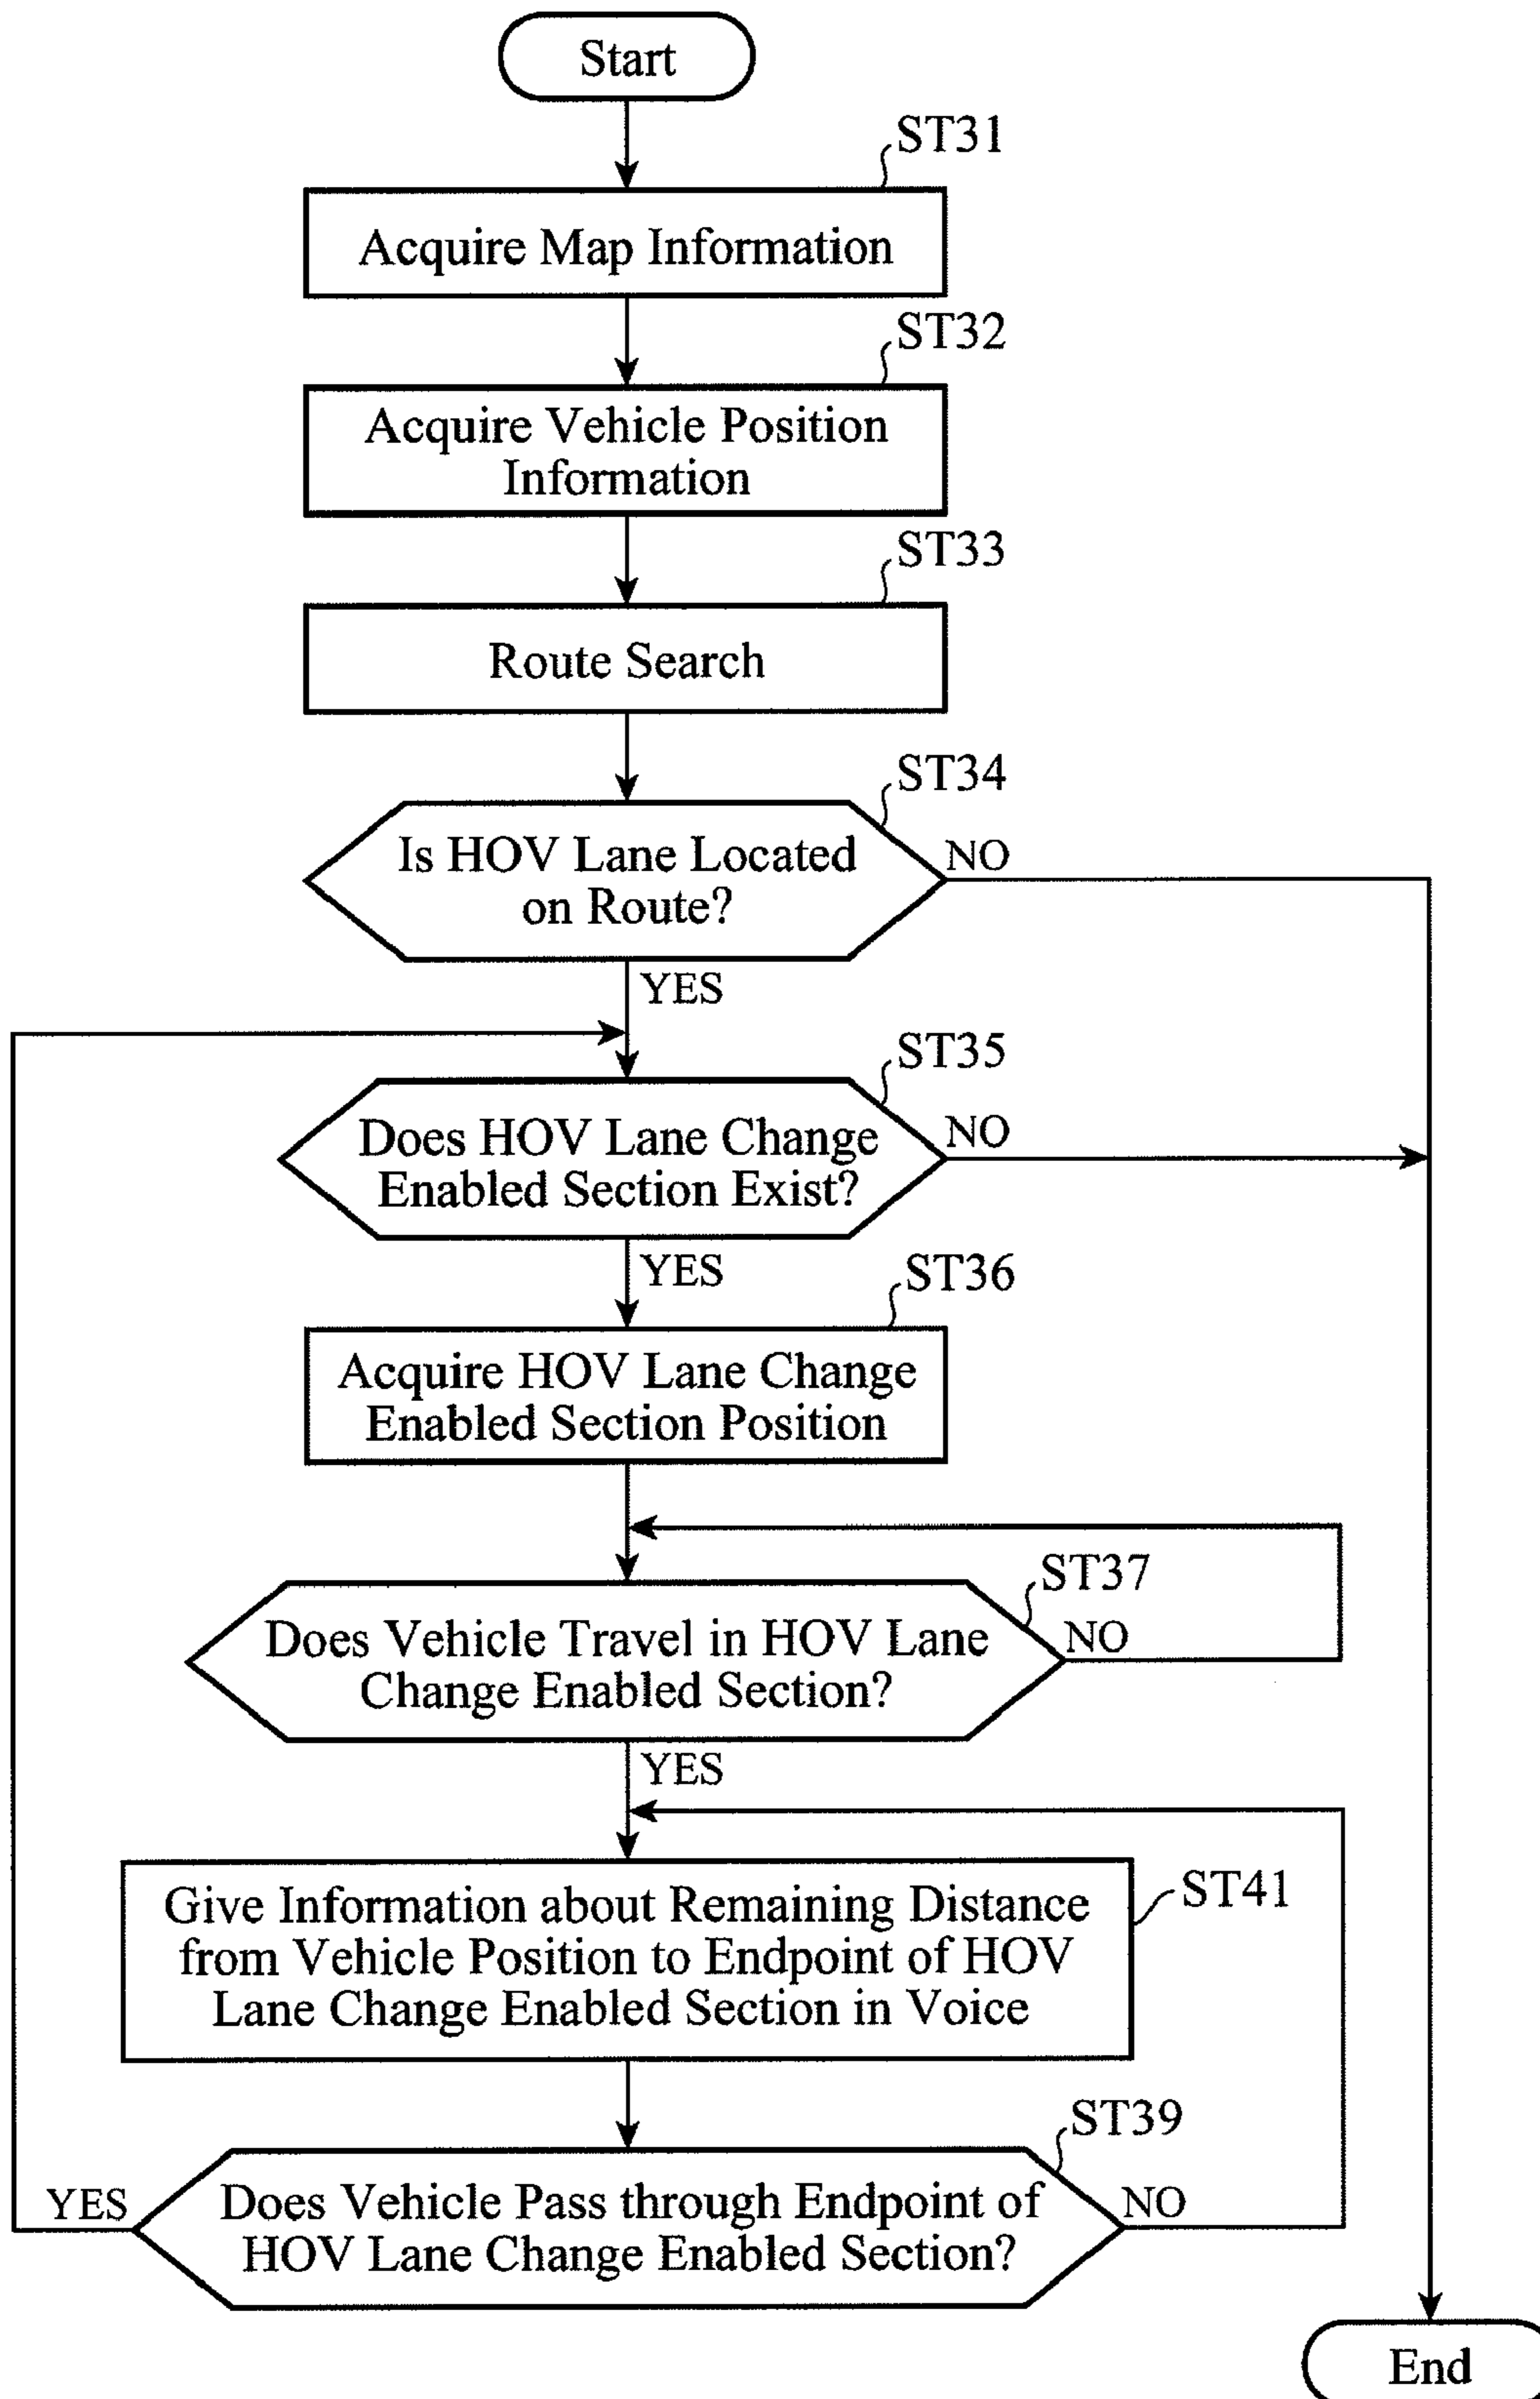 Start
ST31
Acquire Map Information
ST32
Acquire Vehicle Position
Information
ST33
Route Search
ST34
Is HOV Lane Located
on Route?
NO
YES
ST35
Does HOV Lane Change
Enabled Section Exist?
NO
YES
ST36
Acquire HOV Lane Change
Enabled Section Position
ST37
Does Vehicle Travel in HOV Lane
Change Enabled Section?
NO
YES
ST41
Give Information about Remaining Distance
from Vehicle Position to Endpoint of HOV
Lane Change Enabled Section in Voice
ST39
YES
Does Vehicle Pass through Endpoint of
HOV Lane Change Enabled Section?
NO
End